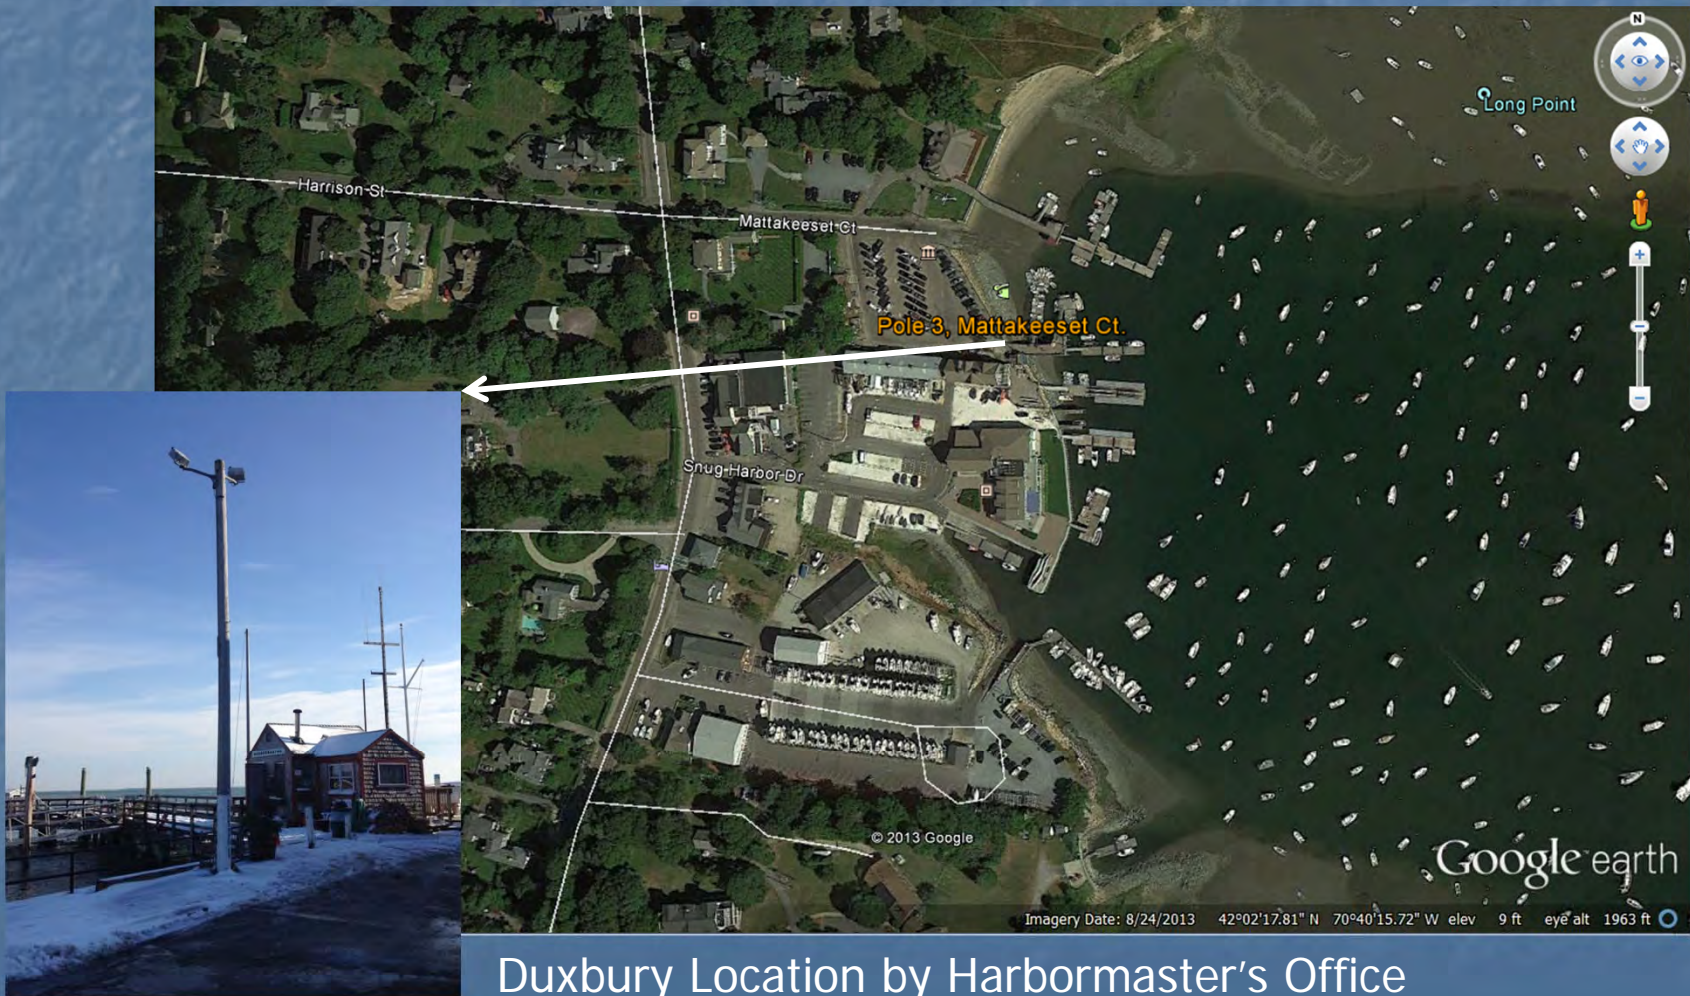 N
Long Point
Harrison St
Mattakeeset Ct
Pole 3, Mattakeeset Ct.
Snug Harbor Dr
© 2013 Google
Google earth
Imagery Date: 8/24/2013 42°02'17.81" N 70°40'15.72" W elev 9 ft eye alt 1963 ft
Duxbury Location by Harbormaster's Office